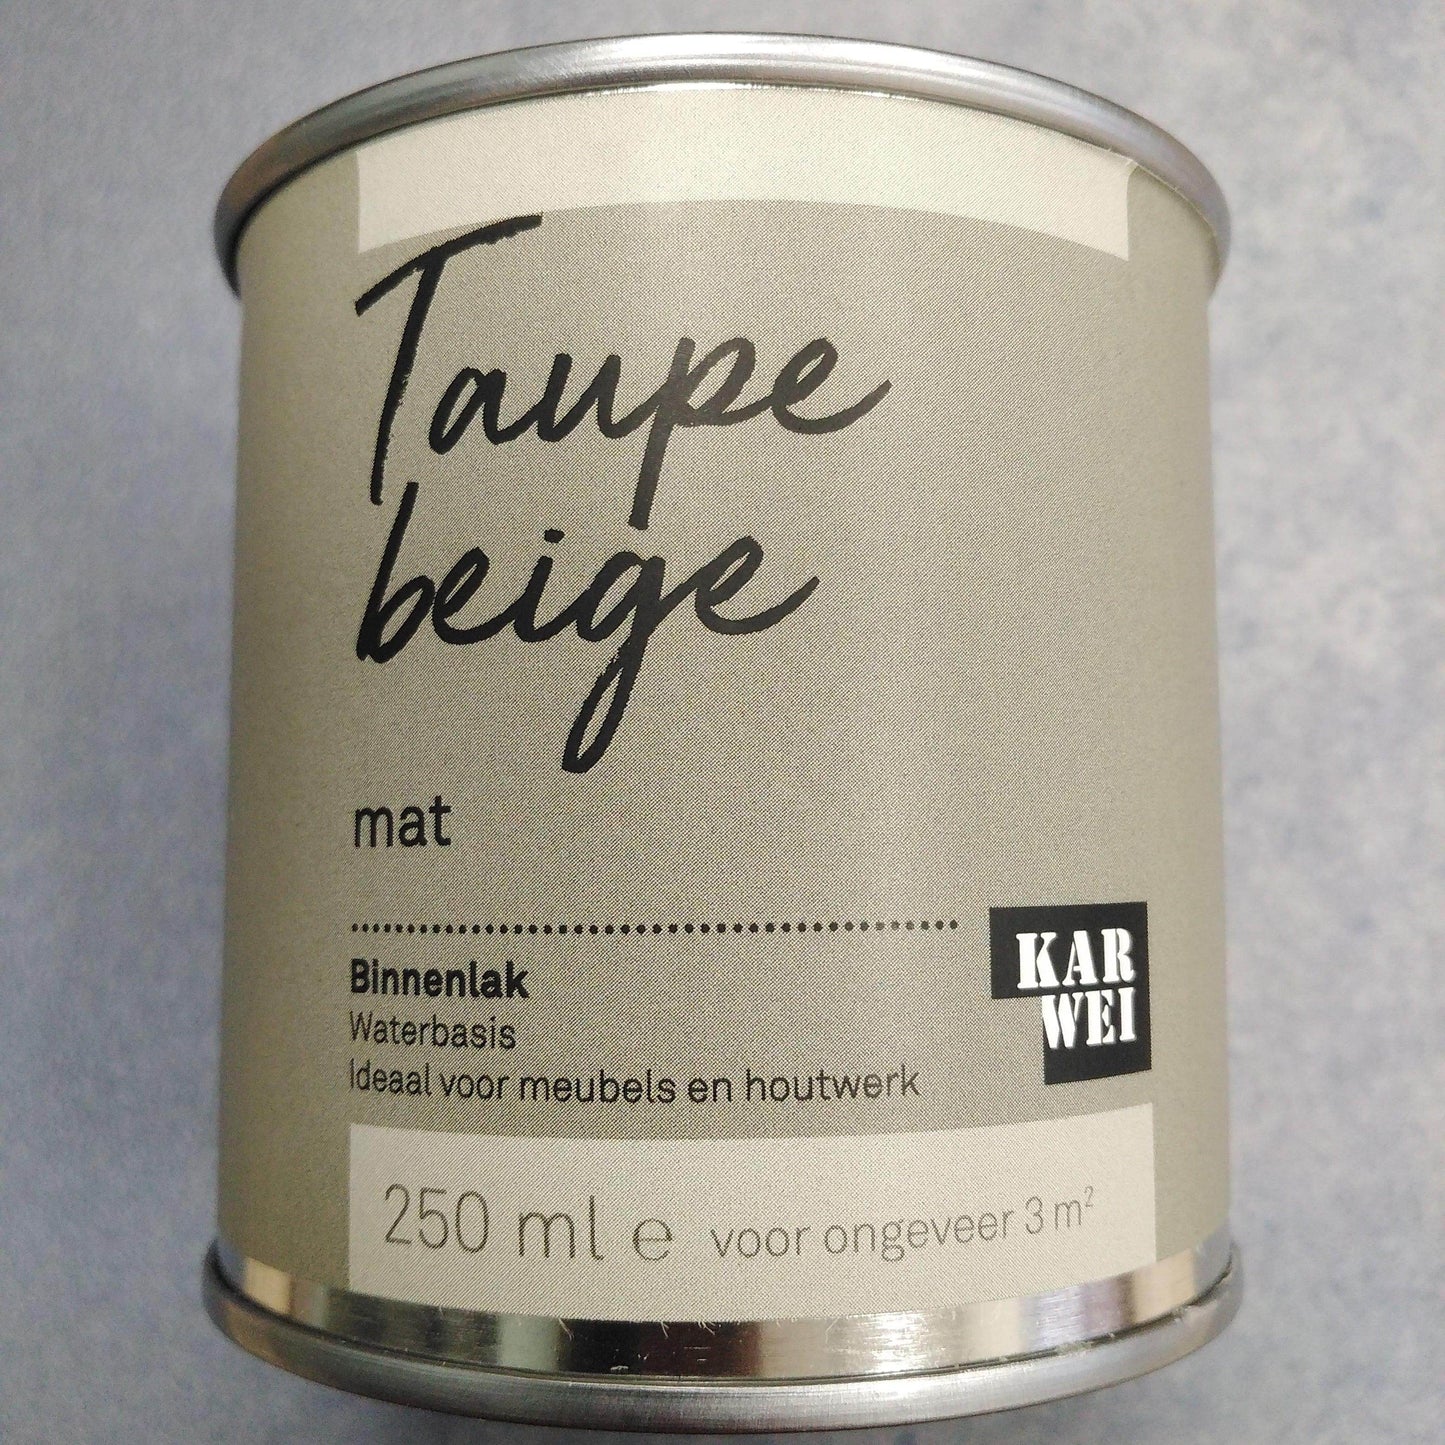 Taupe
beige
mat
Binnenlak
Waterbasis
Ideaal voor meubels en houtwerk
KAR
WEI
250 ml e voor ongeveer 3 m²